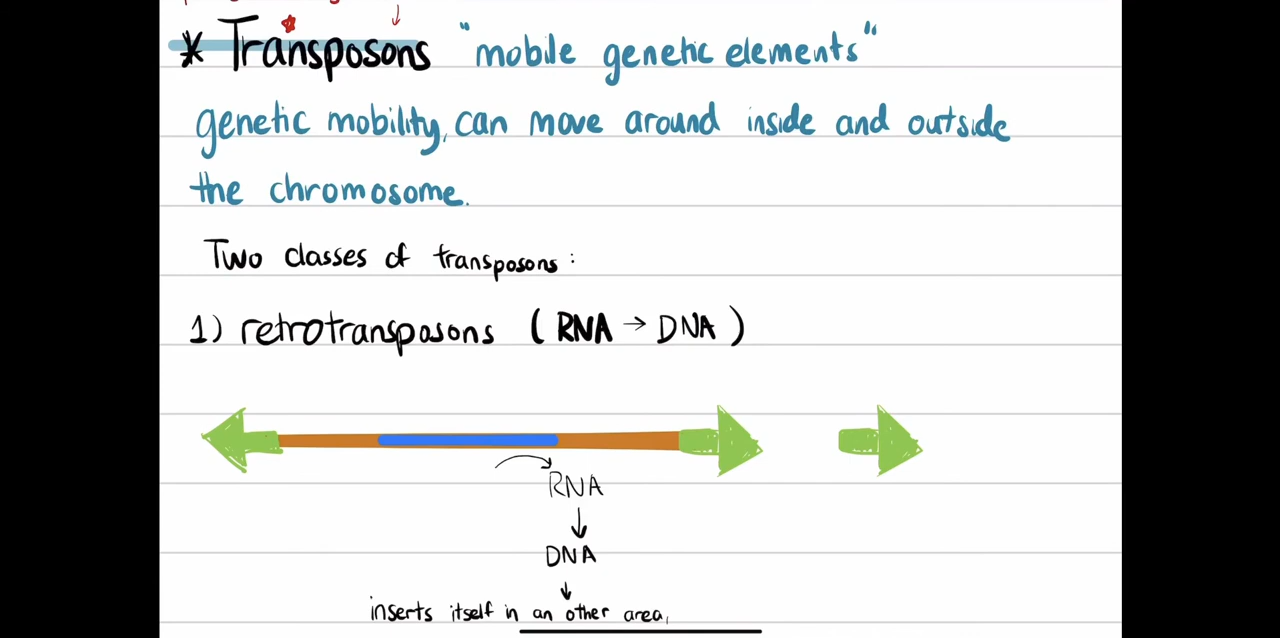 * Transposons "mobile genetic elements"
genetic mobility, can move around inside and outside
the chromosome.
Two classes of transposons:
1) retrotransposons (RNA → DNA)
RNA
↓
DNA
↓
inserts itself in an other area,